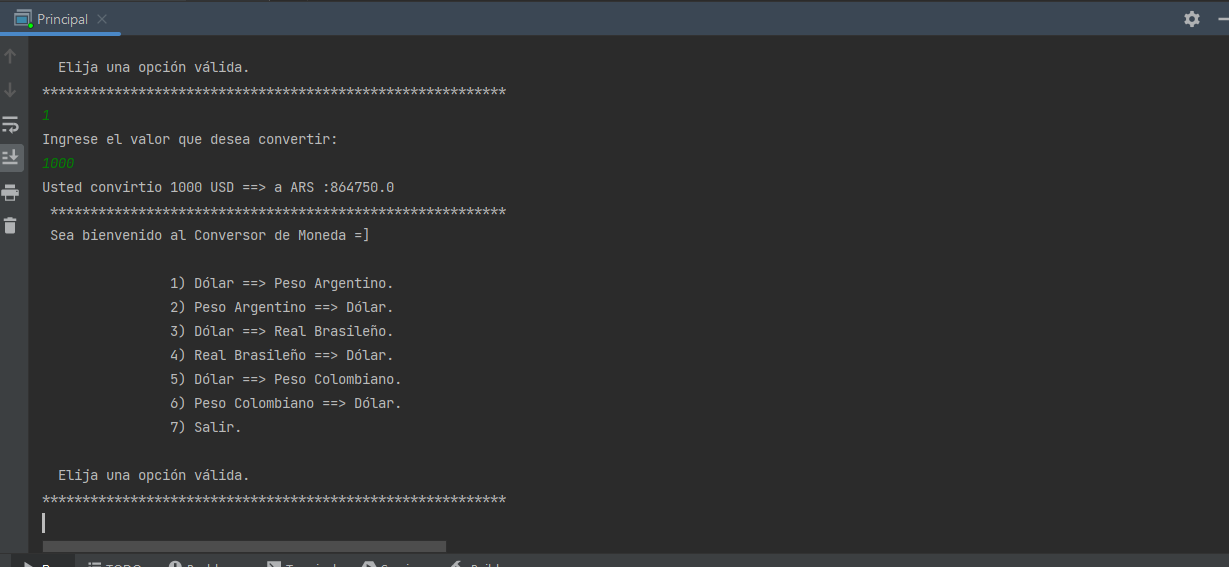 Principal
Elija una opción válida.
**********************************************************
1
Ingrese el valor que desea convertir:
1000
Usted convirtio 1000 USD ==> a ARS :864750.0
*********************************************************
Sea bienvenido al Conversor de Moneda =]
1) Dólar ==> Peso Argentino.
2) Peso Argentino ==> Dólar.
3) Dólar ==> Real Brasileño.
4) Real Brasileño ==> Dólar.
5) Dólar ==> Peso Colombiano.
6) Peso Colombiano ==> Dólar.
7) Salir.
Elija una opción válida.
**********************************************************
TODO